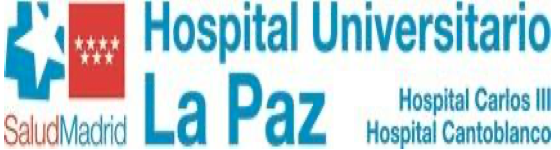 Hospital Universitario
La Paz
Hospital Carlos III
Hospital Cantoblanco
SaludMadrid